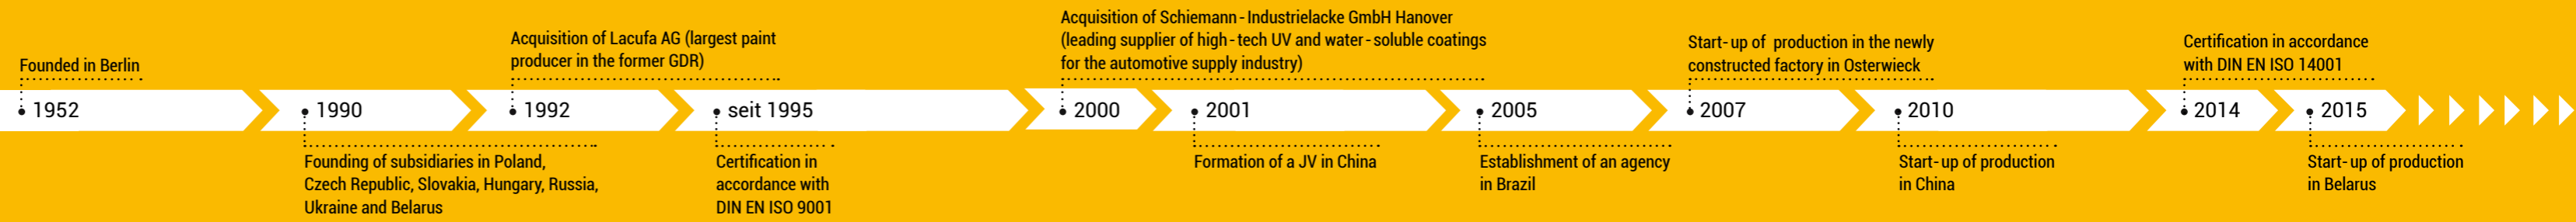 Founded in Berlin
1952
1990
Founding of subsidiaries in Poland,
Czech Republic, Slovakia, Hungary, Russia,
Ukraine and Belarus
Acquisition of Lacufa AG (largest paint
producer in the former GDR)
1992
seit 1995
Certification in
accordance with
DIN EN ISO 9001
Acquisition of Schiemann-Industrielacke GmbH Hanover
(leading supplier of high-tech UV and water-soluble coatings
for the automotive supply industry)
2000
2001
Formation of a JV in China
2005
Establishment of an agency
in Brazil
Start-up of production in the newly
constructed factory in Osterwieck
2007
2010
Start-up of production
in China
Certification in accordance
with DIN EN ISO 14001
2014
2015
Start-up of production
in Belarus